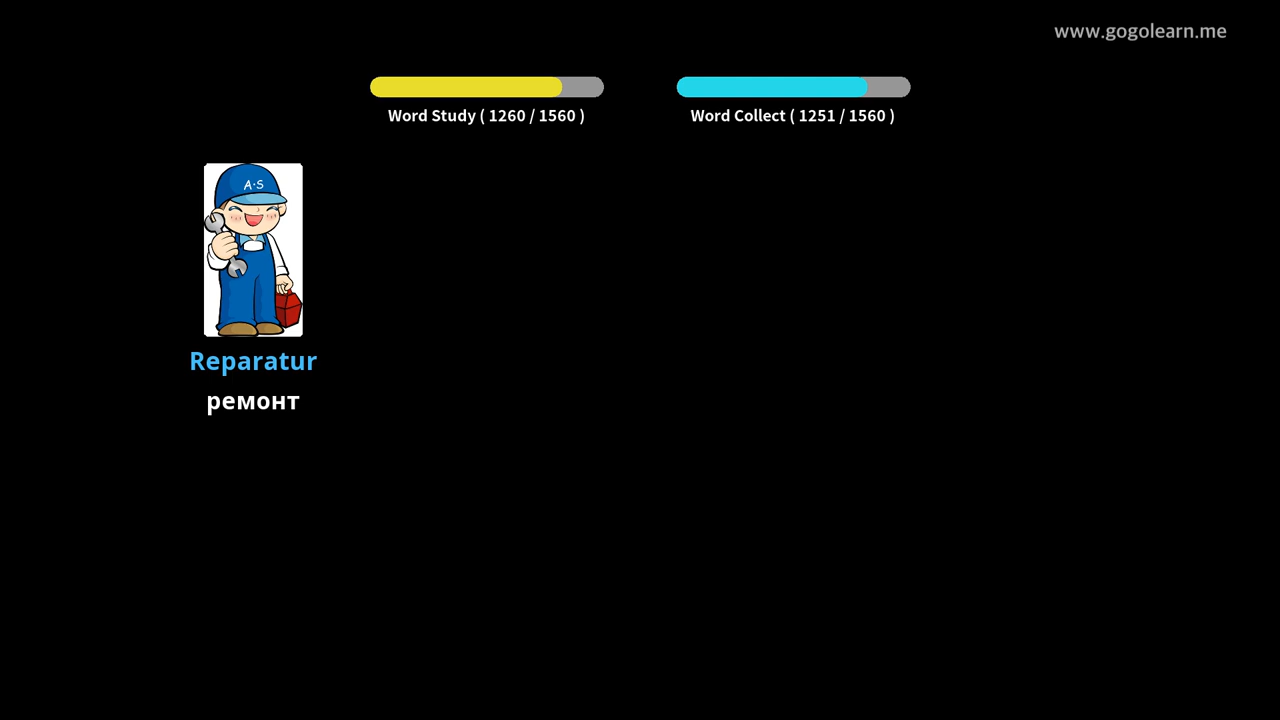 www.gogolearn.me
Word Study ( 1260 / 1560 )
Word Collect ( 1251 / 1560 )
A·S
Reparatur
ремонт